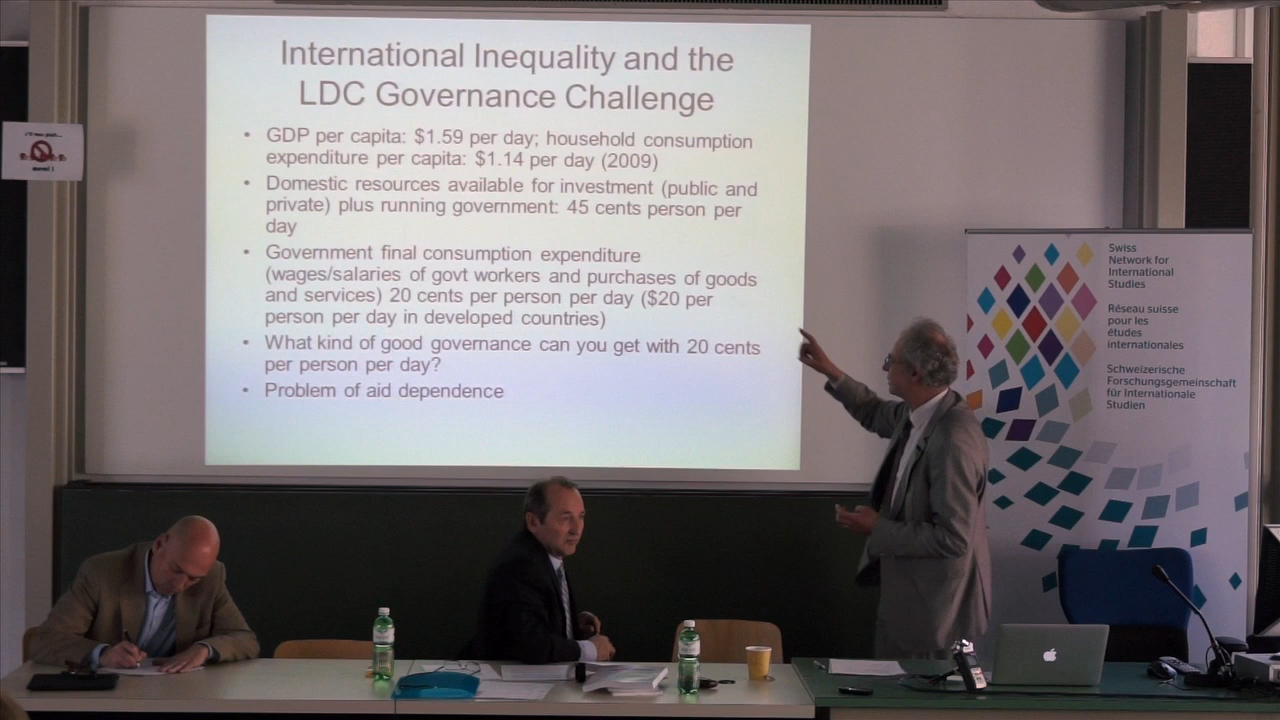 International Inequality and the
LDC Governance Challenge
• GDP per capita: $1.59 per day; household consumption
expenditure per capita: $1.14 per day (2009)
• Domestic resources available for investment (public and
private) plus running government: 45 cents person per
day
• Government final consumption expenditure
(wages/salaries of govt workers and purchases of goods
and services) 20 cents per person per day ($20 per
person per day in developed countries)
• What kind of good governance can you get with 20 cents
per person per day?
• Problem of aid dependence
Swiss
Network for
International
Studies
Réseau suisse
pour les
études
internationales
Schweizerische
Forschungsgemeinschaft
für Internationale
Studien